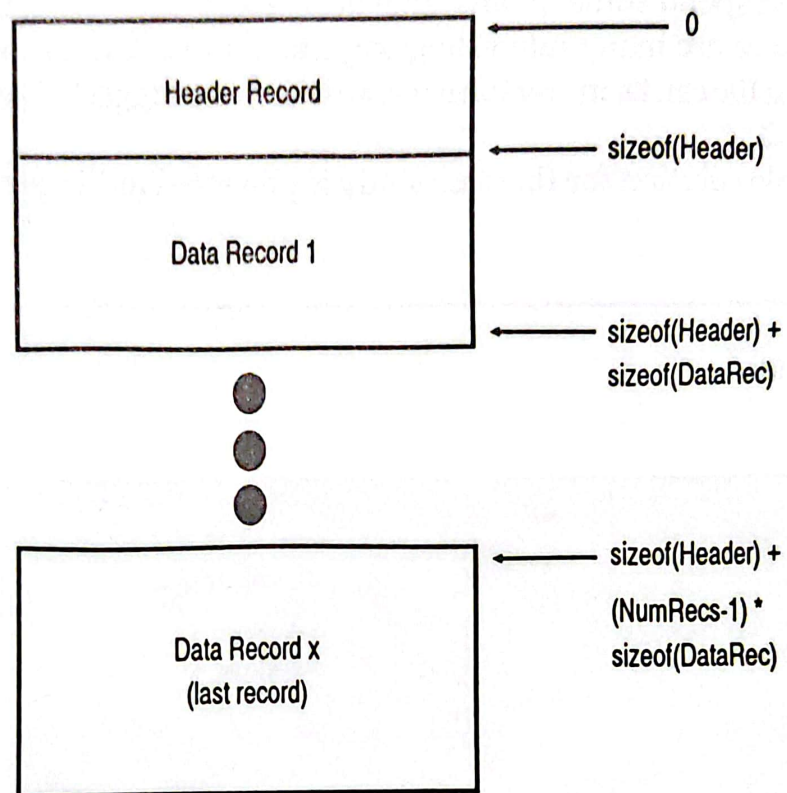 0
Header Record
sizeof(Header)
Data Record 1
sizeof(Header) +
sizeof(DataRec)
sizeof(Header) +
(NumRecs-1) *
sizeof(DataRec)
Data Record x
(last record)